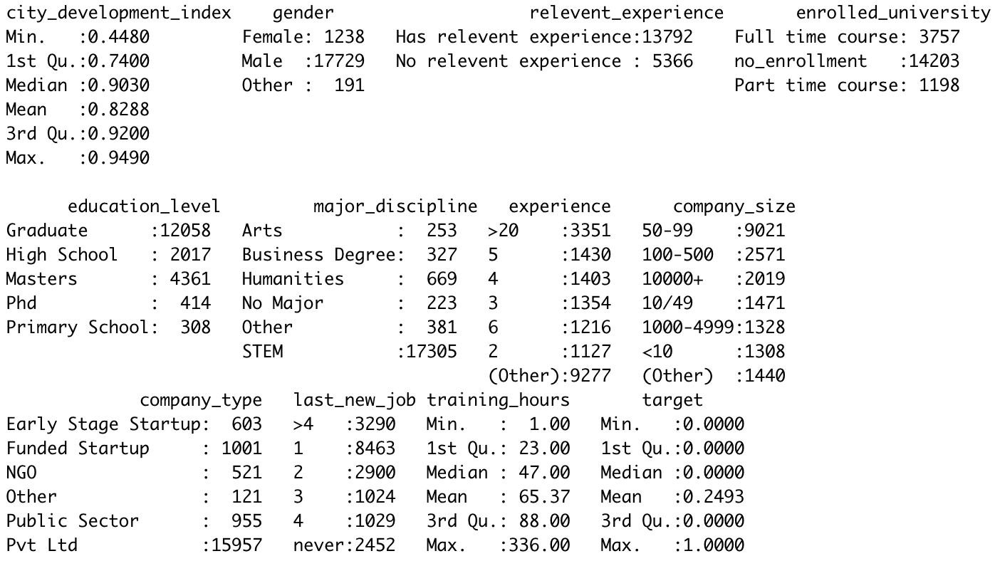 city_development_index    gender                   relevent_experience       enrolled_university
Min.   :0.4480         Female: 1238   Has relevent experience:13792    Full time course: 3757
1st Qu.:0.7400         Male  :17729   No relevent experience : 5366    no_enrollment   :14203
Median :0.9030         Other :  191                                    Part time course: 1198
Mean   :0.8288
3rd Qu.:0.9200
Max.   :0.9490
      education_level         major_discipline   experience      company_size
Graduate      :12058   Arts           :  253   >20    :3351   50-99    :9021
High School   : 2017   Business Degree:  327   5      :1430   100-500  :2571
Masters       : 4361   Humanities     :  669   4      :1403   10000+   :2019
Phd           :  414   No Major       :  223   3      :1354   10/49    :1471
Primary School:  308   Other          :  381   6      :1216   1000-4999:1328
                       STEM           :17305   2      :1127   <10      :1308
                                               (Other):9277   (Other)  :1440
             company_type   last_new_job training_hours       target
Early Stage Startup:  603   >4   :3290   Min.   :  1.00   Min.   :0.0000
Funded Startup     : 1001   1    :8463   1st Qu.: 23.00   1st Qu.:0.0000
NGO                :  521   2    :2900   Median : 47.00   Median :0.0000
Other              :  121   3    :1024   Mean   : 65.37   Mean   :0.2493
Public Sector      :  955   4    :1029   3rd Qu.: 88.00   3rd Qu.:0.0000
Pvt Ltd            :15957   never:2452   Max.   :336.00   Max.   :1.0000